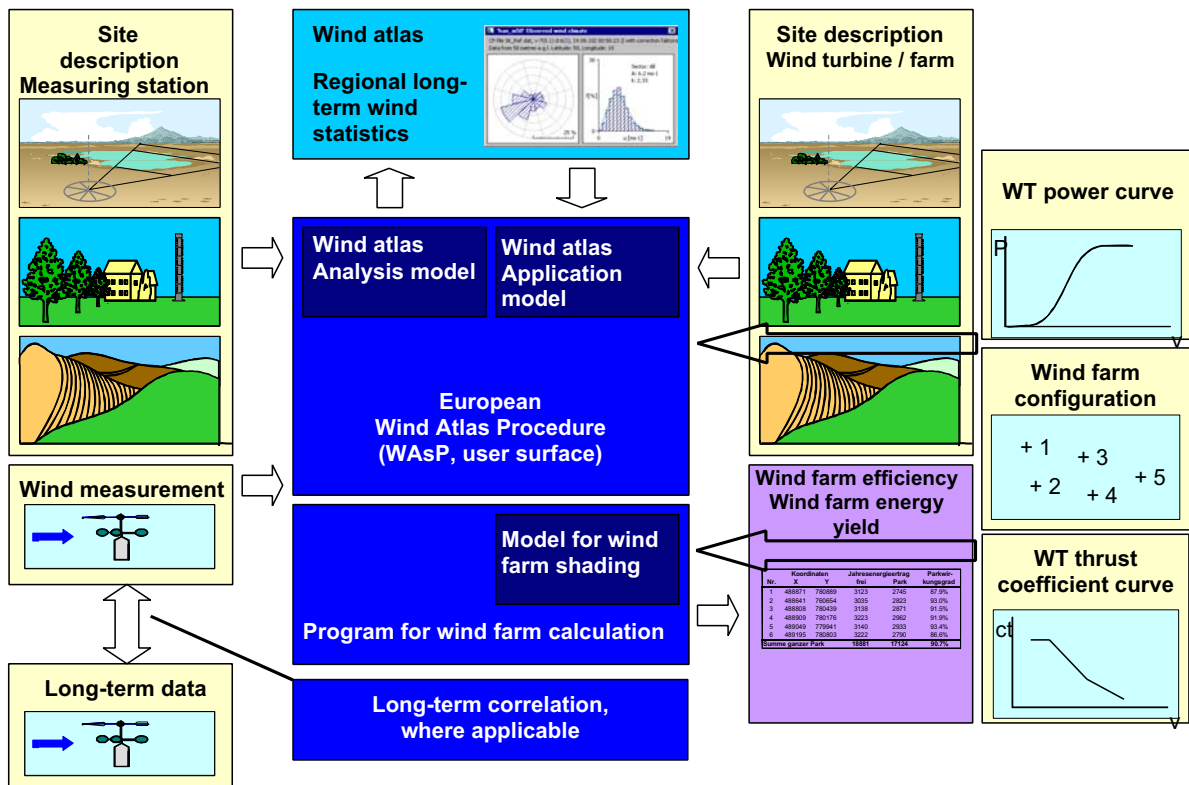 Site
description
Measuring station
Wind atlas
Regional long-
term wind
statistics
Site description
Wind turbine / farm
WT power curve
P
v
Wind atlas
Analysis model
Wind atlas
Application
model
European
Wind Atlas Procedure
(WAsP, user surface)
Wind farm
configuration
+ 1
+ 3
+ 5
+ 2
+ 4
Wind measurement
Model for wind
farm shading
Program for wind farm calculation
Wind farm efficiency
Wind farm energy
yield
Koordinaten Jahresenergieertrag Parkwir-
Nr. X Y frei Park kungsgrad
1 488871 780889 3123 2745 87.9%
2 488641 760654 3035 2823 93.0%
3 488808 780439 3138 2871 91.5%
4 488909 780176 3223 2962 91.9%
5 489049 779941 3140 2933 93.4%
6 489195 780803 3222 2790 86.6%
Summe ganzer Park 18881 17124 90.7%
WT thrust
coefficient curve
ct
v
Long-term data
Long-term correlation,
where applicable